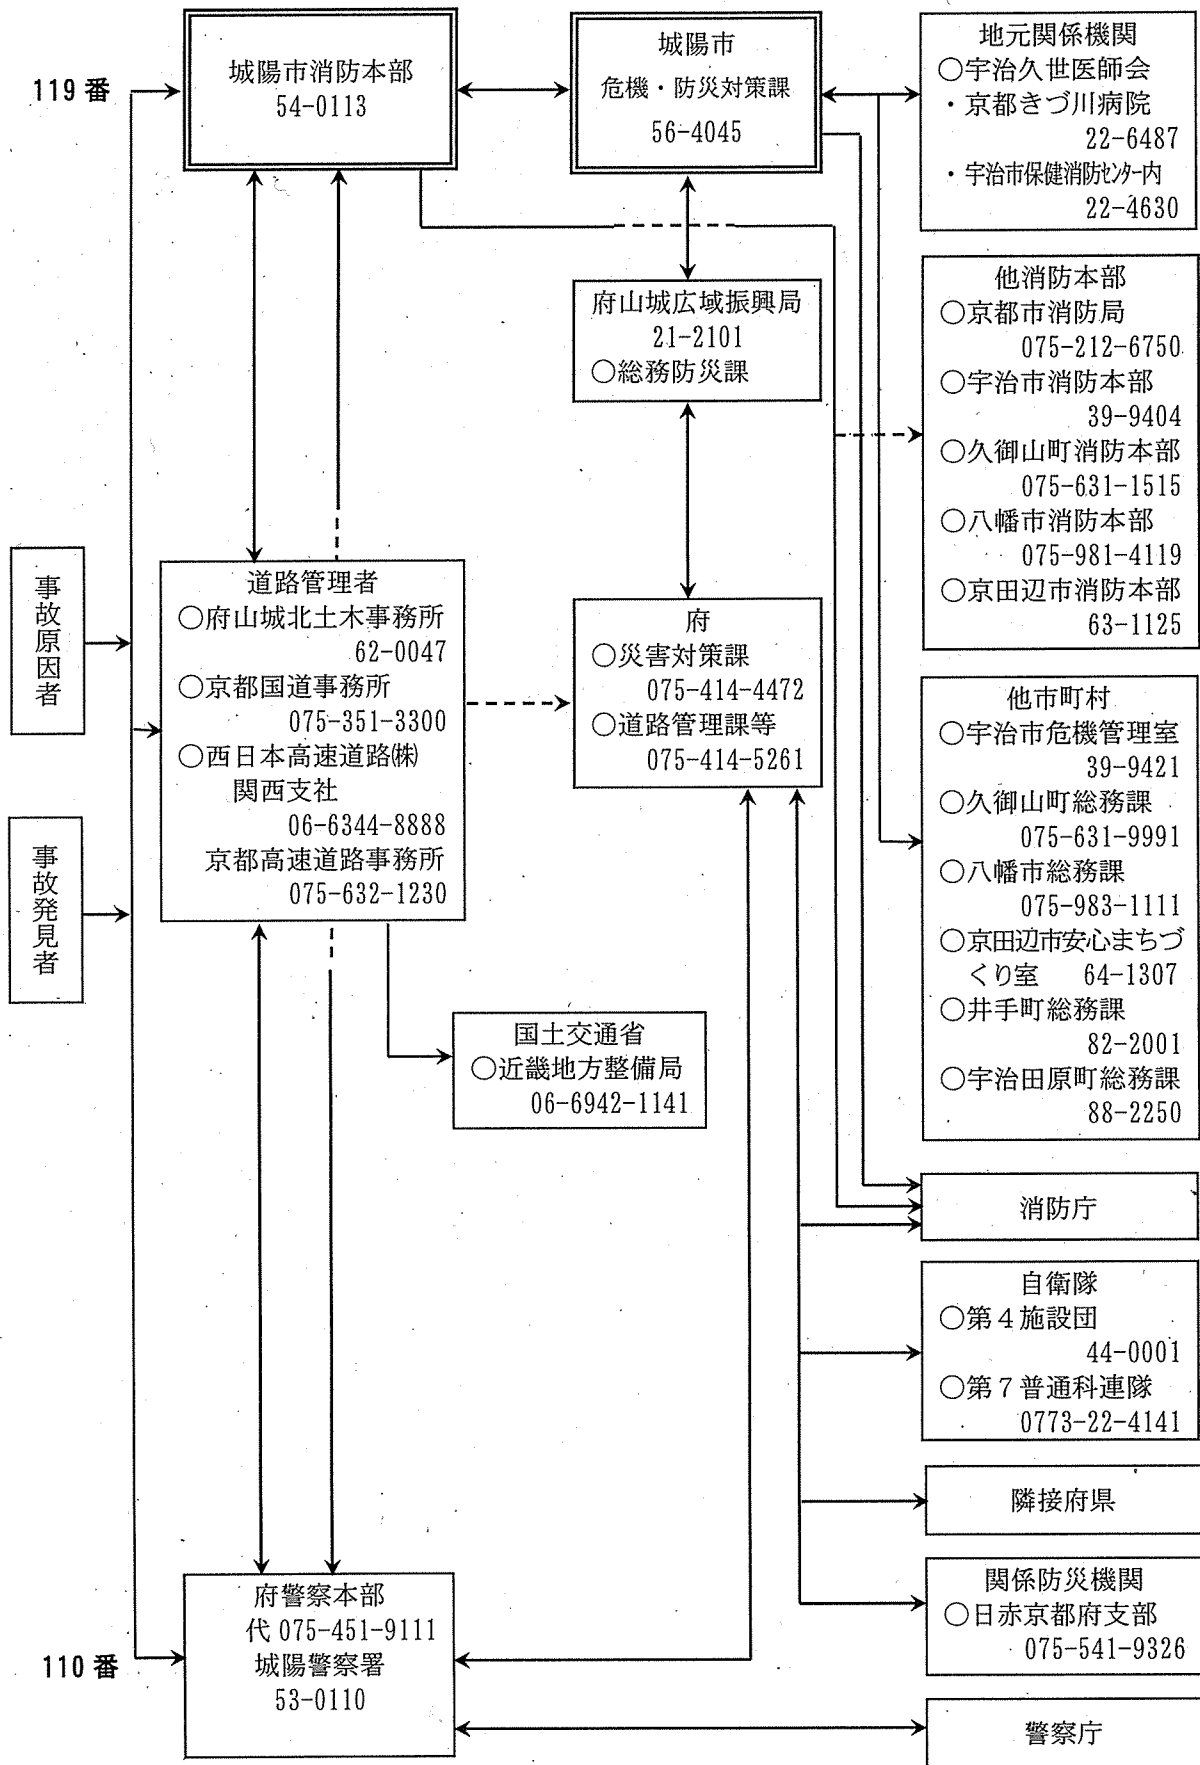 119番
城陽市消防本部
54-0113
城陽市
危機・防災対策課
56-4045
地元関係機関
○宇治久世医師会
・京都きづ川病院
22-6487
・宇治市保健消防センター内
22-4630
府山城広域振興局
21-2101
○総務防災課
他消防本部
○京都市消防局
075-212-6750
○宇治市消防本部
39-9404
○久御山町消防本部
075-631-1515
○八幡市消防本部
075-981-4119
○京田辺市消防本部
63-1125
事故原因者
事故発見者
道路管理者
○府山城北土木事務所
62-0047
○京都国道事務所
075-351-3300
○西日本高速道路㈱
関西支社
06-6344-8888
京都高速道路事務所
075-632-1230
府
○災害対策課
075-414-4472
○道路管理課等
075-414-5261
他市町村
○宇治市危機管理室
39-9421
○久御山町総務課
075-631-9991
○八幡市総務課
075-983-1111
○京田辺市安心まちづ
くり室 64-1307
○井手町総務課
82-2001
○宇治田原町総務課
88-2250
国土交通省
○近畿地方整備局
06-6942-1141
消防庁
自衛隊
○第4施設団
44-0001
○第7普通科連隊
0773-22-4141
隣接府県
関係防災機関
○日赤京都府支部
075-541-9326
110番
府警察本部
代 075-451-9111
城陽警察署
53-0110
警察庁